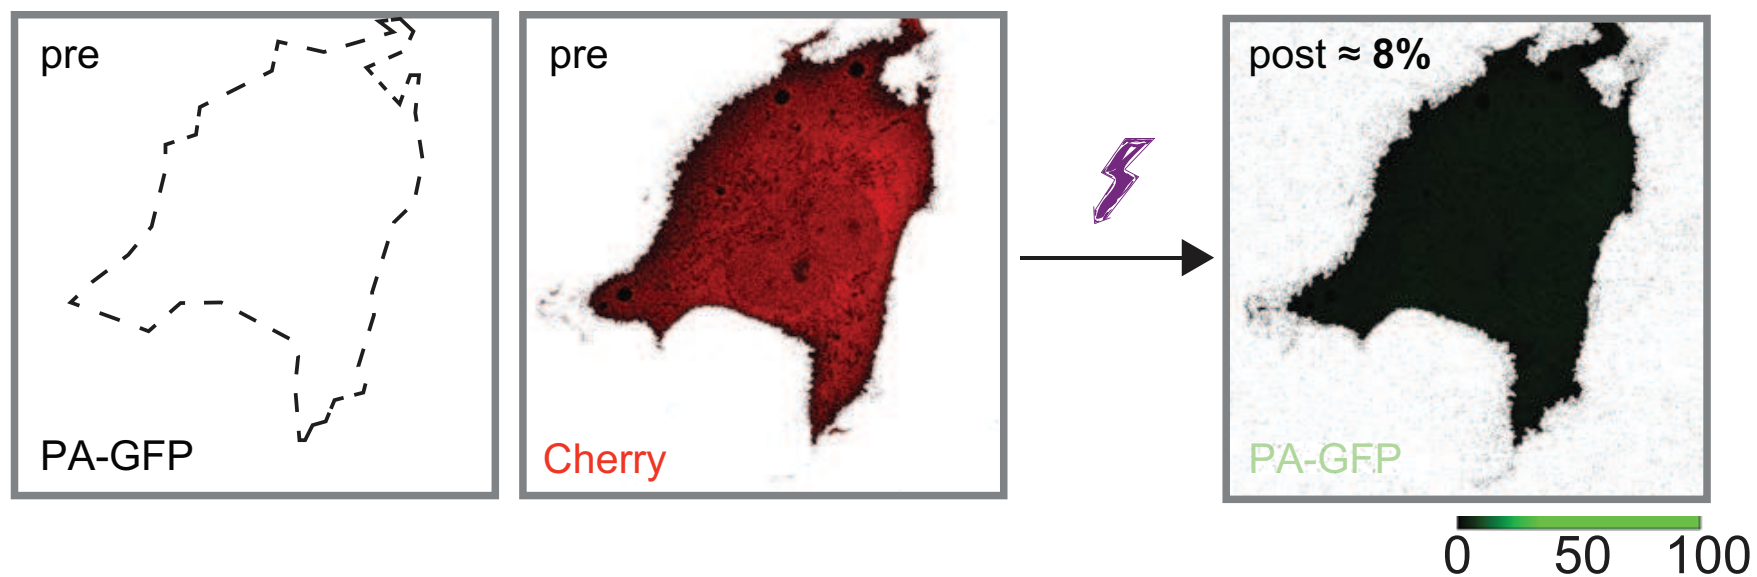 pre
PA-GFP
pre
Cherry
post ≈ 8%
PA-GFP
0 50 100